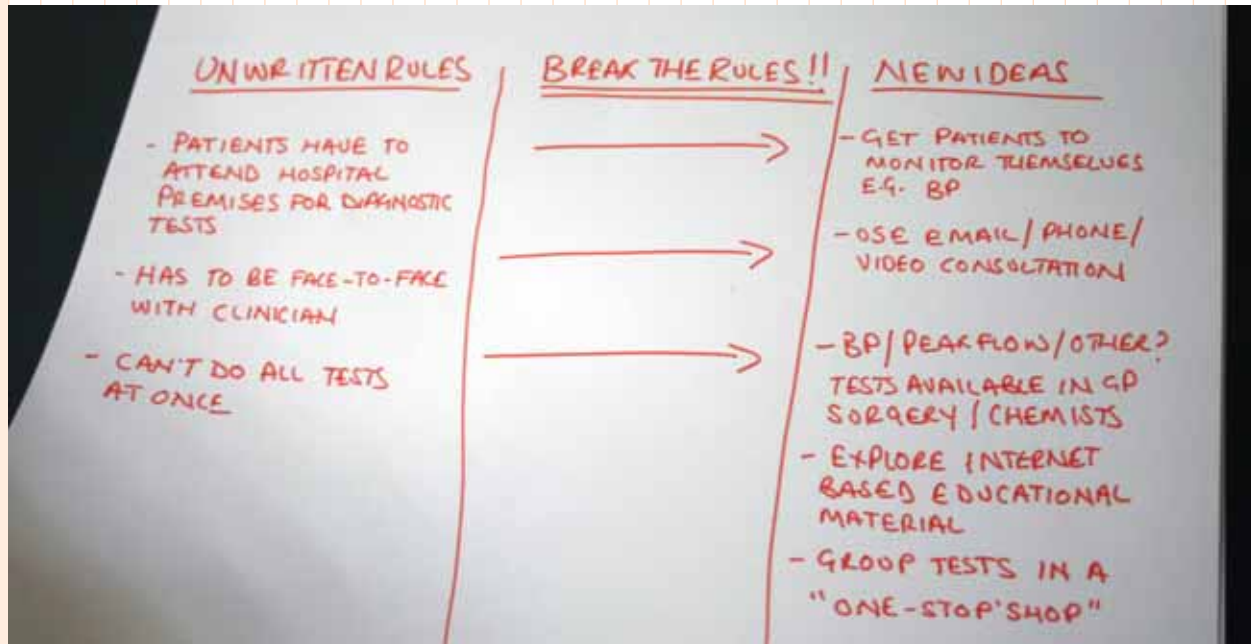 UNWRITTEN RULES
- PATIENTS HAVE TO
ATTEND HOSPITAL
PREMISES FOR DIAGNOSTIC
TESTS
- HAS TO BE FACE-TO-FACE
WITH CLINICIAN
- CAN'T DO ALL TESTS
AT ONCE
BREAK THE RULES!!
NEW IDEAS
- GET PATIENTS TO
MONITOR THEMSELVES
E.G. BP
- USE EMAIL/PHONE/
VIDEO CONSULTATION
- BP/PEAKFLOW/OTHER?
TESTS AVAILABLE IN GP
SURGERY/CHEMISTS
- EXPLORE INTERNET
BASED EDUCATIONAL
MATERIAL
- GROUP TESTS IN A
"ONE-STOP'SHOP"